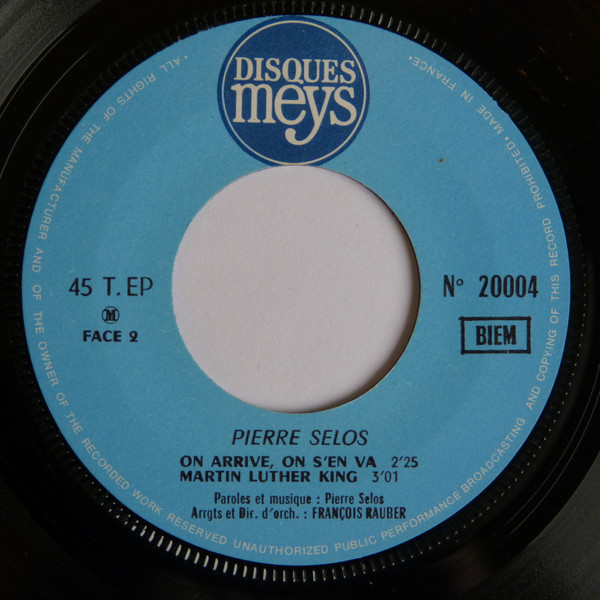 DISQUES
meys
45 T. EP
M
FACE 2
N° 20004
BIEM
PIERRE SELOS
ON ARRIVE, ON S'EN VA 2'25
MARTIN LUTHER KING 3'01
Paroles et musique : Pierre Selos
Arrgts et Dir. d'orch. : FRANÇOIS RAUBER
• ALL RIGHTS OF THE MANUFACTURER AND OF THE OWNER OF THE RECORDED WORK RESERVED UNAUTHORIZED PUBLIC PERFORMANCE BROADCASTING AND COPYING OF THIS RECORD PROHIBITED • MADE IN FRANCE •